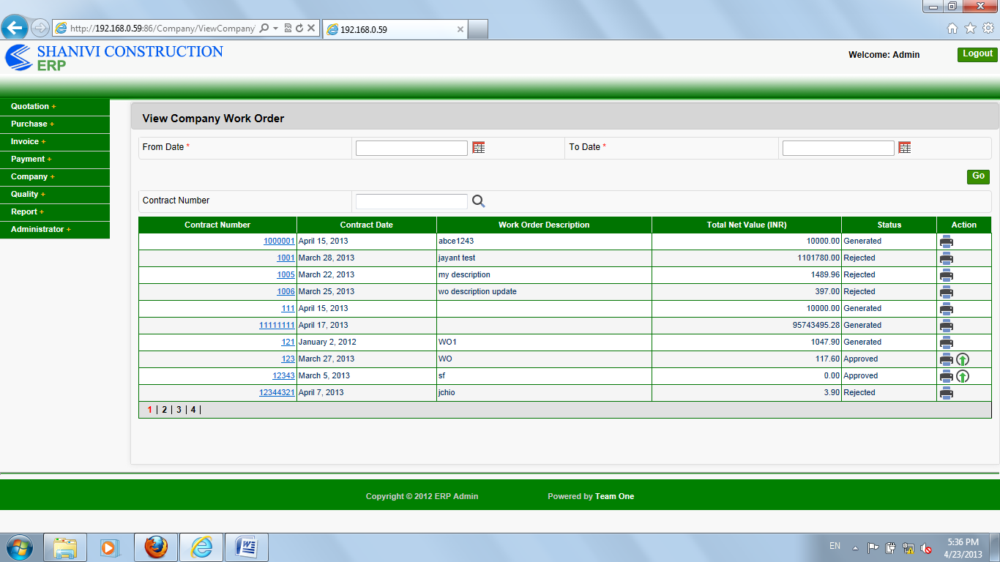 http://192.168.0.59:86/Company/ViewCompany
192.168.0.59
SHANIVI CONSTRUCTION
ERP
Welcome: Admin
Logout
Quotation +
Purchase +
Invoice +
Payment +
Company +
Quality +
Report +
Administrator +
View Company Work Order
From Date *
To Date *
Go
Contract Number
Contract Number Contract Date Work Order Description Total Net Value (INR) Status Action
1000001 April 15, 2013 abce1243 10000.00 Generated
1001 March 28, 2013 jayant test 1101780.00 Rejected
1005 March 22, 2013 my description 1489.96 Rejected
1006 March 25, 2013 wo description update 397.00 Rejected
111 April 15, 2013 10000.00 Generated
11111111 April 17, 2013 95743495.28 Generated
121 January 2, 2012 WO1 1047.90 Generated
123 March 27, 2013 WO 117.60 Approved
12343 March 5, 2013 sf 0.00 Approved
12344321 April 7, 2013 jchio 3.90 Rejected
1 | 2 | 3 | 4 |
Copyright © 2012 ERP Admin Powered by Team One
EN
5:36 PM
4/23/2013